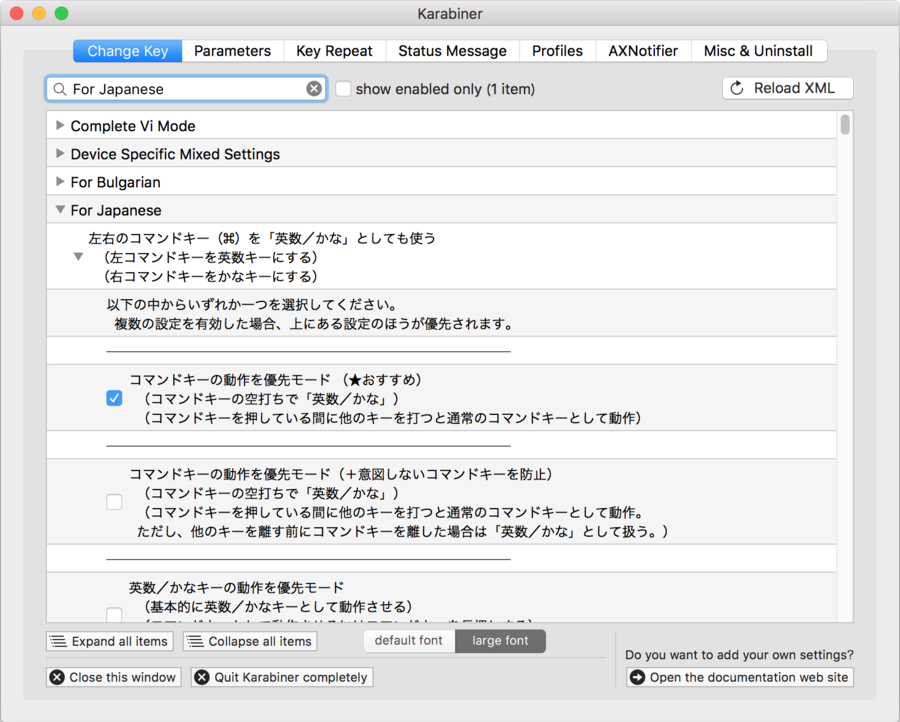 Karabiner
Change Key Parameters Key Repeat Status Message Profiles AXNotifier Misc & Uninstall
For Japanese show enabled only (1 item) Reload XML
Complete Vi Mode
Device Specific Mixed Settings
For Bulgarian
For Japanese
左右のコマンドキー（⌘）を「英数／かな」としても使う
（左コマンドキーを英数キーにする）
（右コマンドキーをかなキーにする）
以下の中からいずれか一つを選択してください。
複数の設定を有効した場合、上にある設定のほうが優先されます。
コマンドキーの動作を優先モード （★おすすめ）
（コマンドキーの空打ちで「英数／かな」）
（コマンドキーを押している間に他のキーを打つと通常のコマンドキーとして動作）
コマンドキーの動作を優先モード（＋意図しないコマンドキーを防止）
（コマンドキーの空打ちで「英数／かな」）
（コマンドキーを押している間に他のキーを打つと通常のコマンドキーとして動作。
ただし、他のキーを離す前にコマンドキーを離した場合は「英数／かな」として扱う。）
英数／かなキーの動作を優先モード
（基本的に英数／かなキーとして動作させる）
Expand all items Collapse all items default font large font
Do you want to add your own settings?
Close this window Quit Karabiner completely Open the documentation web site